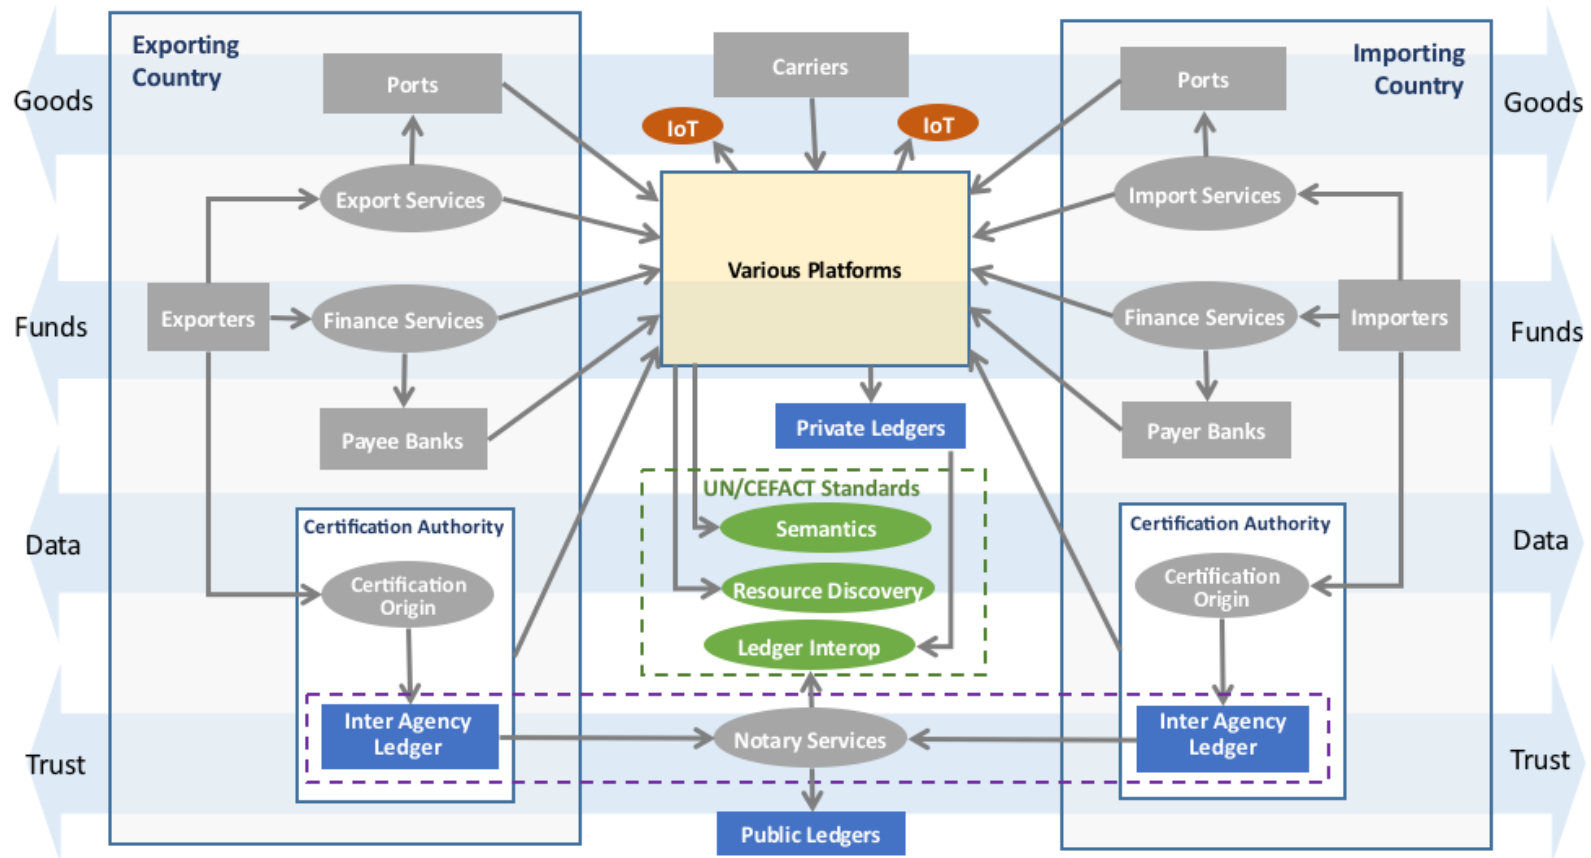 Exporting
Country
Ports
Carriers
Ports
Importing
Country
Goods
IoT
IoT
Goods
Export Services
Import Services
Various Platforms
Funds
Exporters
Finance Services
Finance Services
Importers
Funds
Payee Banks
Private Ledgers
Payer Banks
UN/CEFACT Standards
Certification Authority
Semantics
Certification Authority
Data
Data
Certification
Origin
Resource Discovery
Certification
Origin
Ledger Interop
Inter Agency
Ledger
Notary Services
Inter Agency
Ledger
Trust
Trust
Public Ledgers